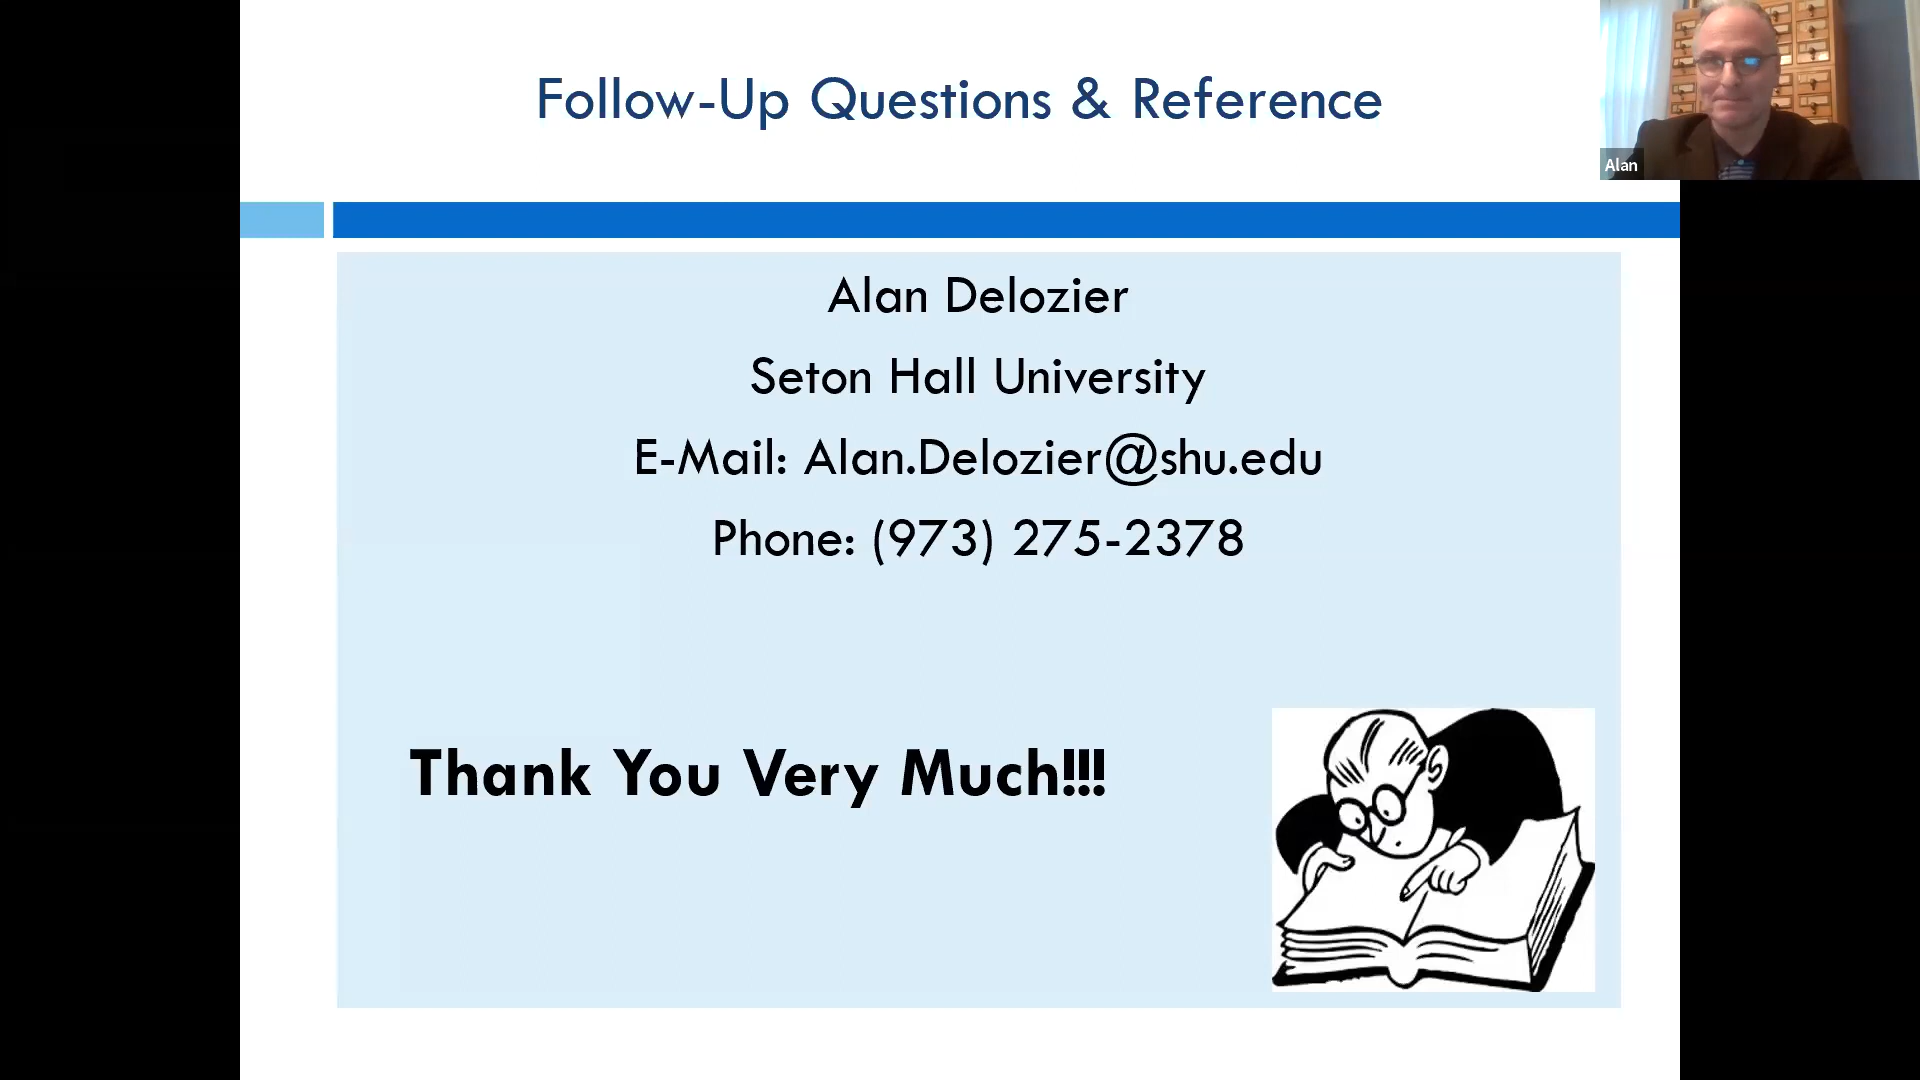 Follow-Up Questions & Reference
Alan
Alan Delozier
Seton Hall University
E-Mail: Alan.Delozier@shu.edu
Phone: (973) 275-2378
Thank You Very Much!!!